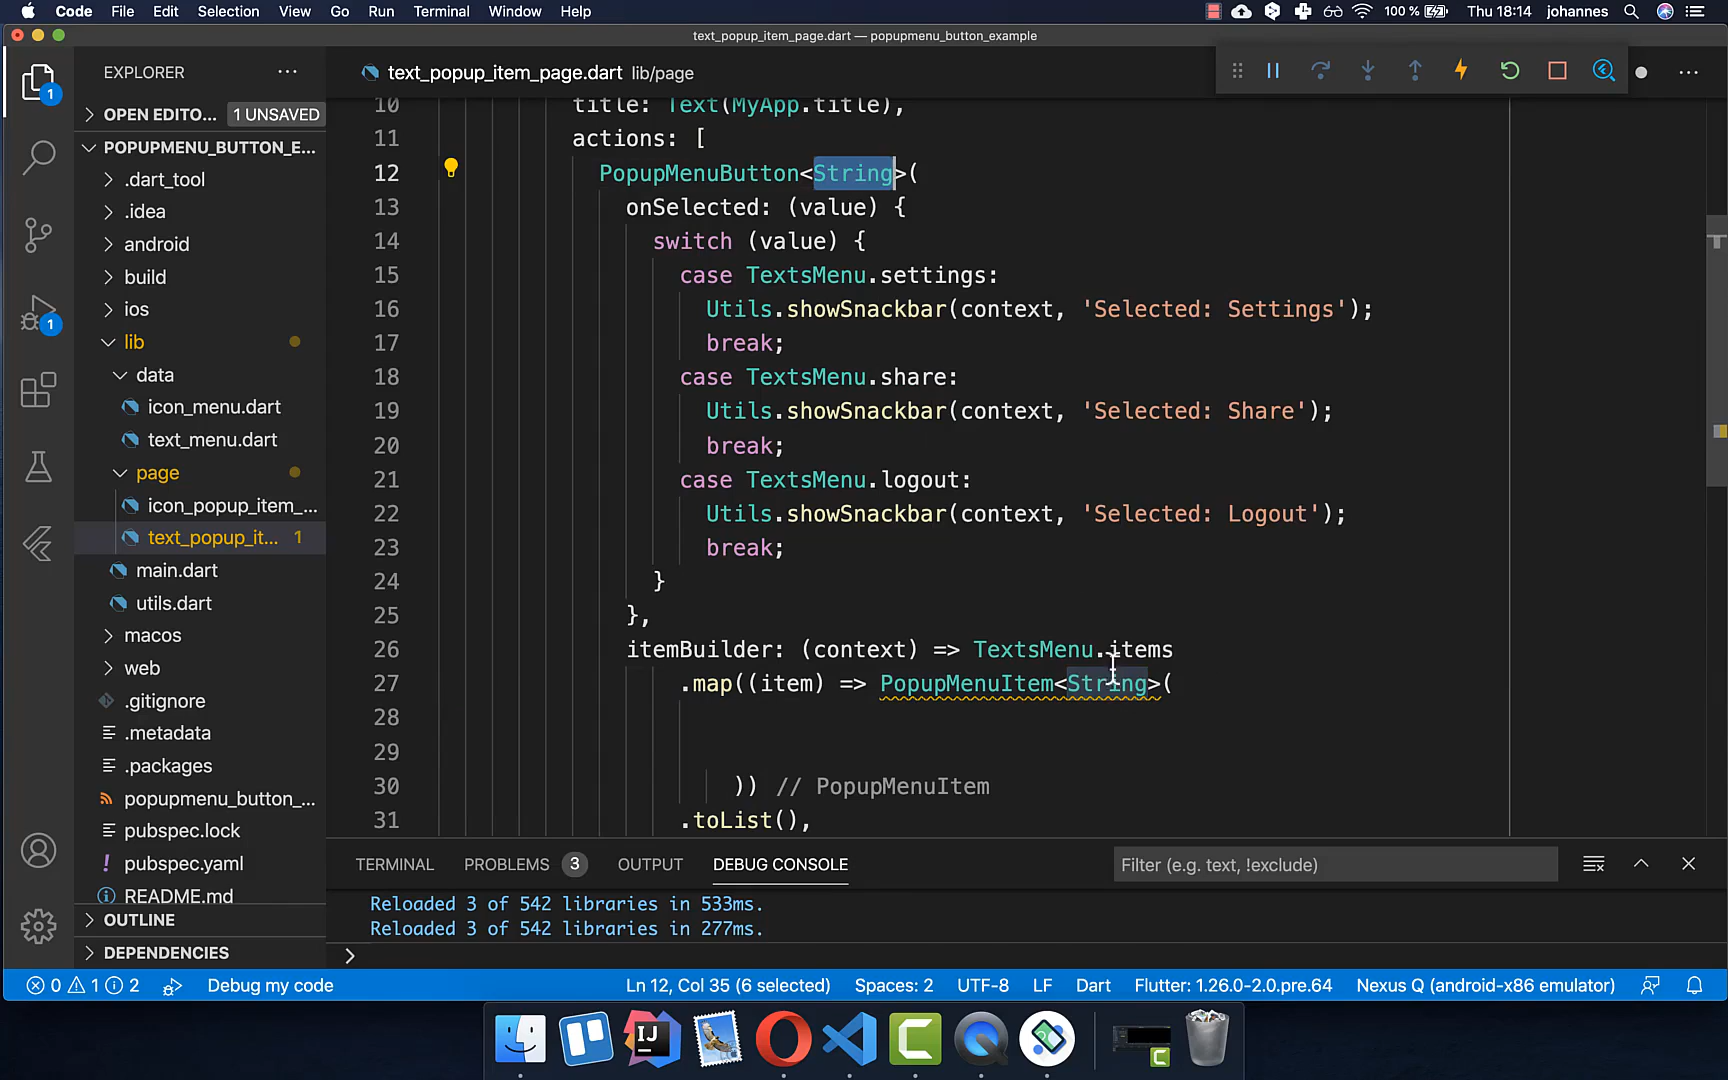 Code File Edit Selection View Go Run Terminal Window Help
100 % Thu 18:14 johannes
text_popup_item_page.dart — popupmenu_button_example
EXPLORER
1
OPEN EDITO... 1 UNSAVED
POPUPMENU_BUTTON_E...
.dart_tool
.idea
android
build
ios
1
lib
data
icon_menu.dart
text_menu.dart
page
icon_popup_item_...
text_popup_it... 1
main.dart
utils.dart
macos
web
.gitignore
.metadata
.packages
popupmenu_button_...
pubspec.lock
! pubspec.yaml
README.md
OUTLINE
DEPENDENCIES
text_popup_item_page.dart lib/page
10 title: Text(MyApp.title),
11 actions: [
12 PopupMenuButton<String>(
13 onSelected: (value) {
14 switch (value) {
15 case TextsMenu.settings:
16 Utils.showSnackbar(context, 'Selected: Settings');
17 break;
18 case TextsMenu.share:
19 Utils.showSnackbar(context, 'Selected: Share');
20 break;
21 case TextsMenu.logout:
22 Utils.showSnackbar(context, 'Selected: Logout');
23 break;
24 }
25 },
26 itemBuilder: (context) => TextsMenu.items
27 .map((item) => PopupMenuItem<String>(
28
29
30 )) // PopupMenuItem
31 .toList(),
TERMINAL PROBLEMS 3 OUTPUT DEBUG CONSOLE Filter (e.g. text, !exclude)
Reloaded 3 of 542 libraries in 533ms.
Reloaded 3 of 542 libraries in 277ms.
>
0 1 2 Debug my code Ln 12, Col 35 (6 selected) Spaces: 2 UTF-8 LF Dart Flutter: 1.26.0-2.0.pre.64 Nexus Q (android-x86 emulator)
IJ C C